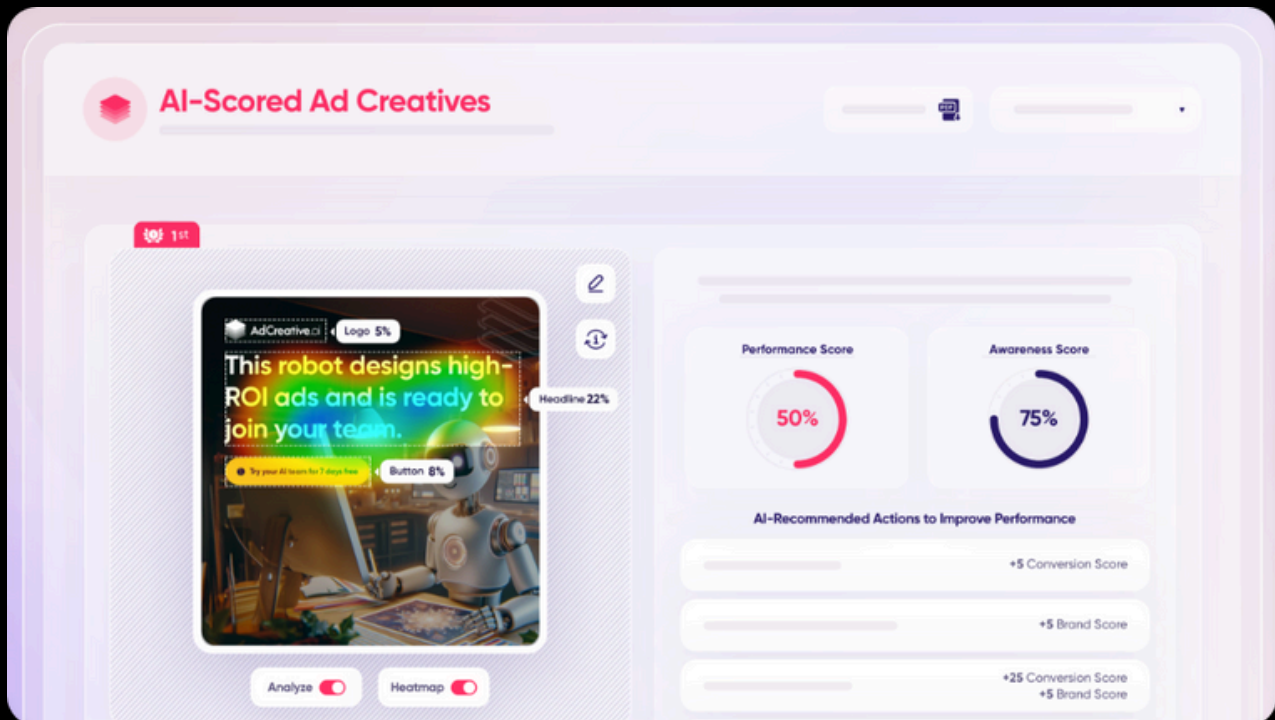 AI-Scored Ad Creatives
PDF
1st
AdCreative.ai
Logo 5%
This robot designs high-
ROI ads and is ready to
join your team.
Headline 22%
Try your AI team for 7 days free
Button 8%
Analyze
Heatmap
Performance Score
Awareness Score
50%
75%
AI-Recommended Actions to Improve Performance
+5 Conversion Score
+5 Brand Score
+25 Conversion Score
+5 Brand Score